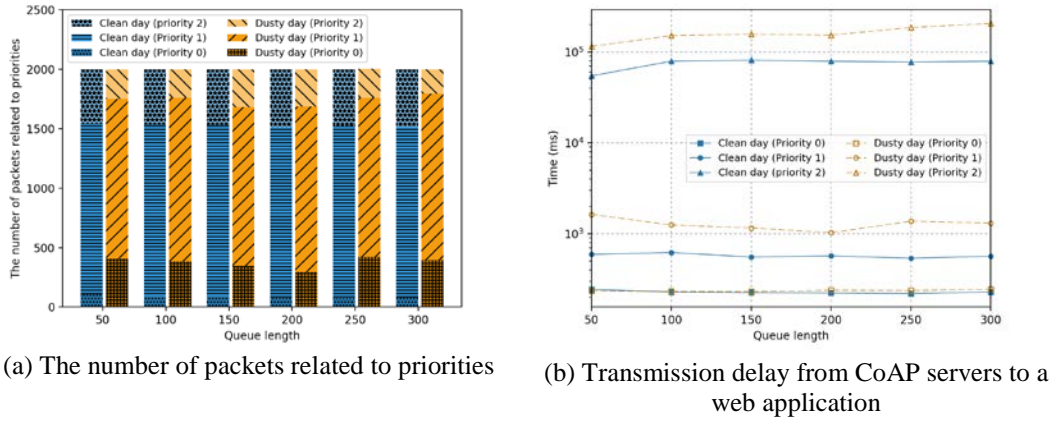 2500
2000
1500
1000
500
0
The number of packets related to priorities
Clean day (priority 2)
Clean day (Priority 1)
Clean day (Priority 0)
Dusty day (Priority 2)
Dusty day (Priority 1)
Dusty day (Priority 0)
50 100 150 200 250 300
Queue length
(a) The number of packets related to priorities
10^5
10^4
10^3
Time (ms)
Clean day (Priority 0)
Clean day (Priority 1)
Clean day (priority 2)
Dusty day (Priority 0)
Dusty day (Priority 1)
Dusty day (Priority 2)
50 100 150 200 250 300
Queue length
(b) Transmission delay from CoAP servers to a
web application